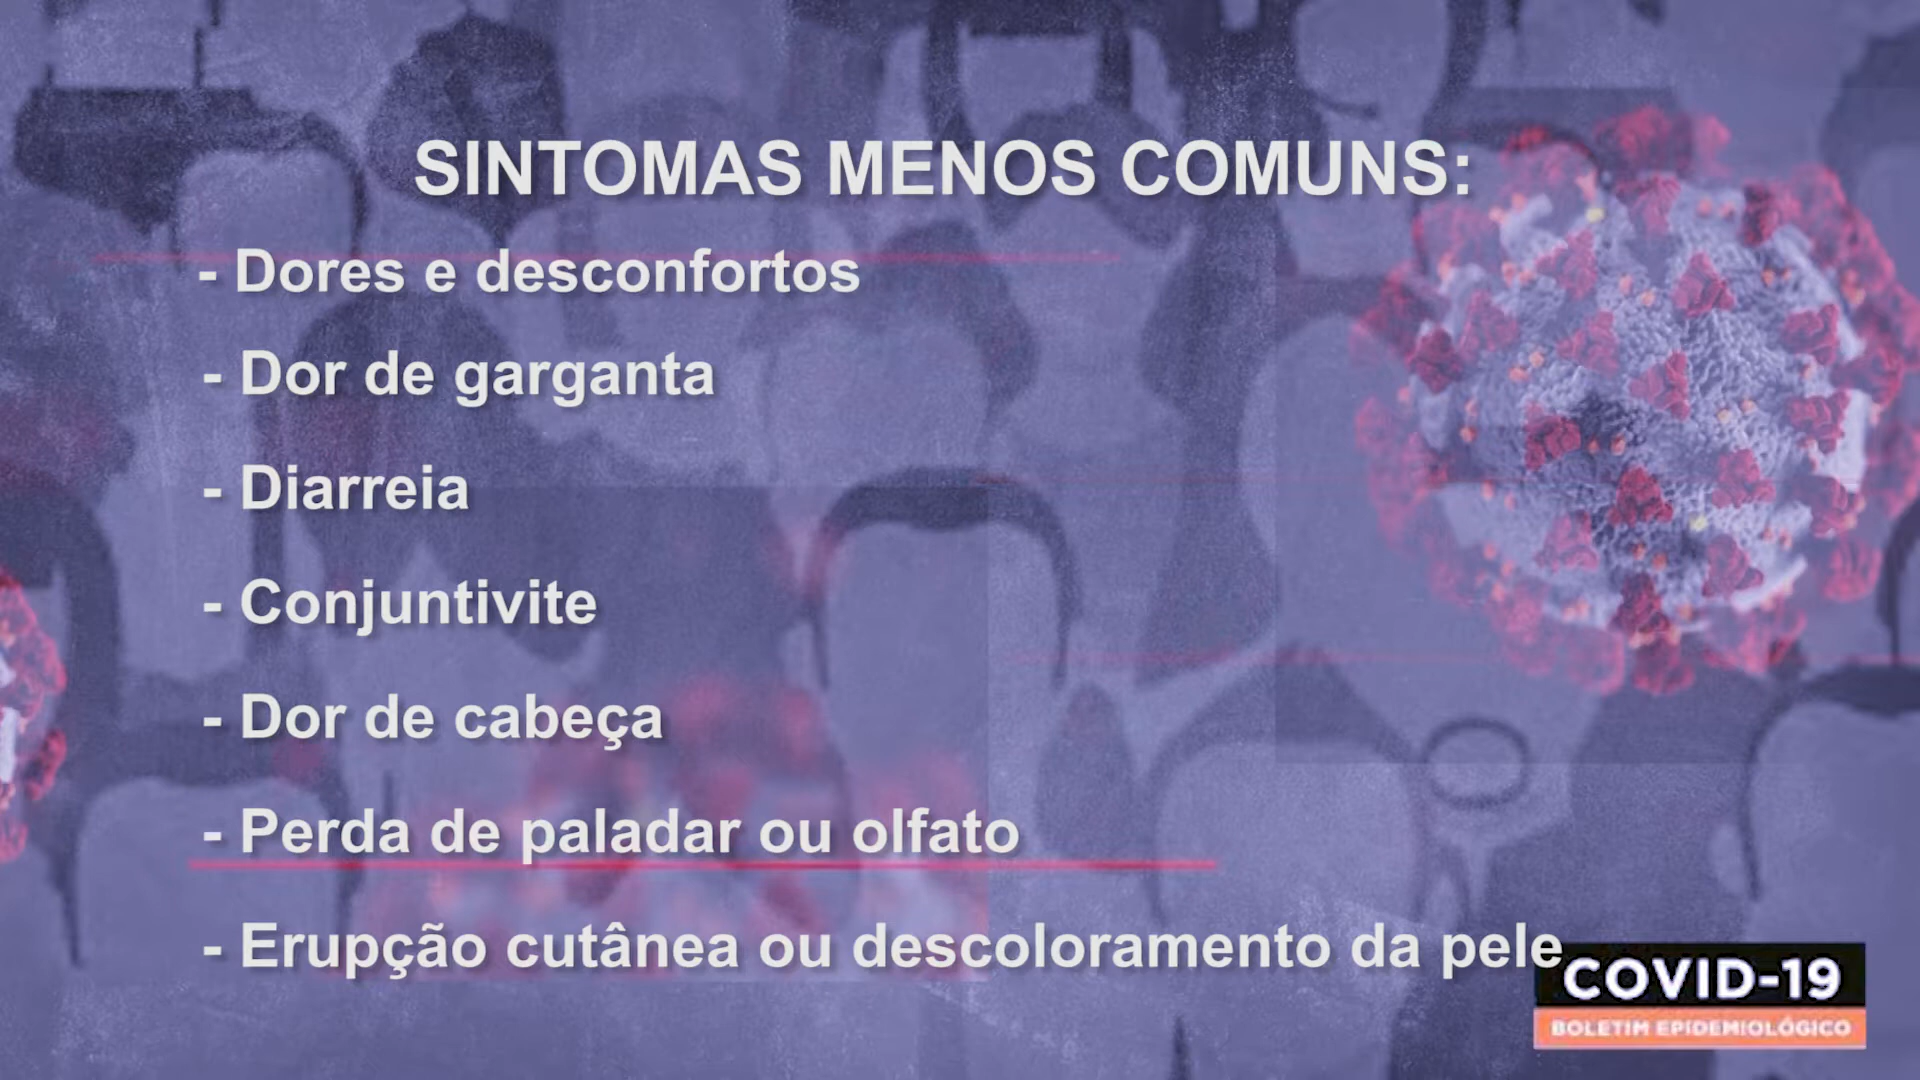 SINTOMAS MENOS COMUNS:
- Dores e desconfortos
- Dor de garganta
- Diarreia
- Conjuntivite
- Dor de cabeça
- Perda de paladar ou olfato
- Erupção cutânea ou descoloramento da pele
COVID-19
BOLETIM EPIDEMIOLÓGICO